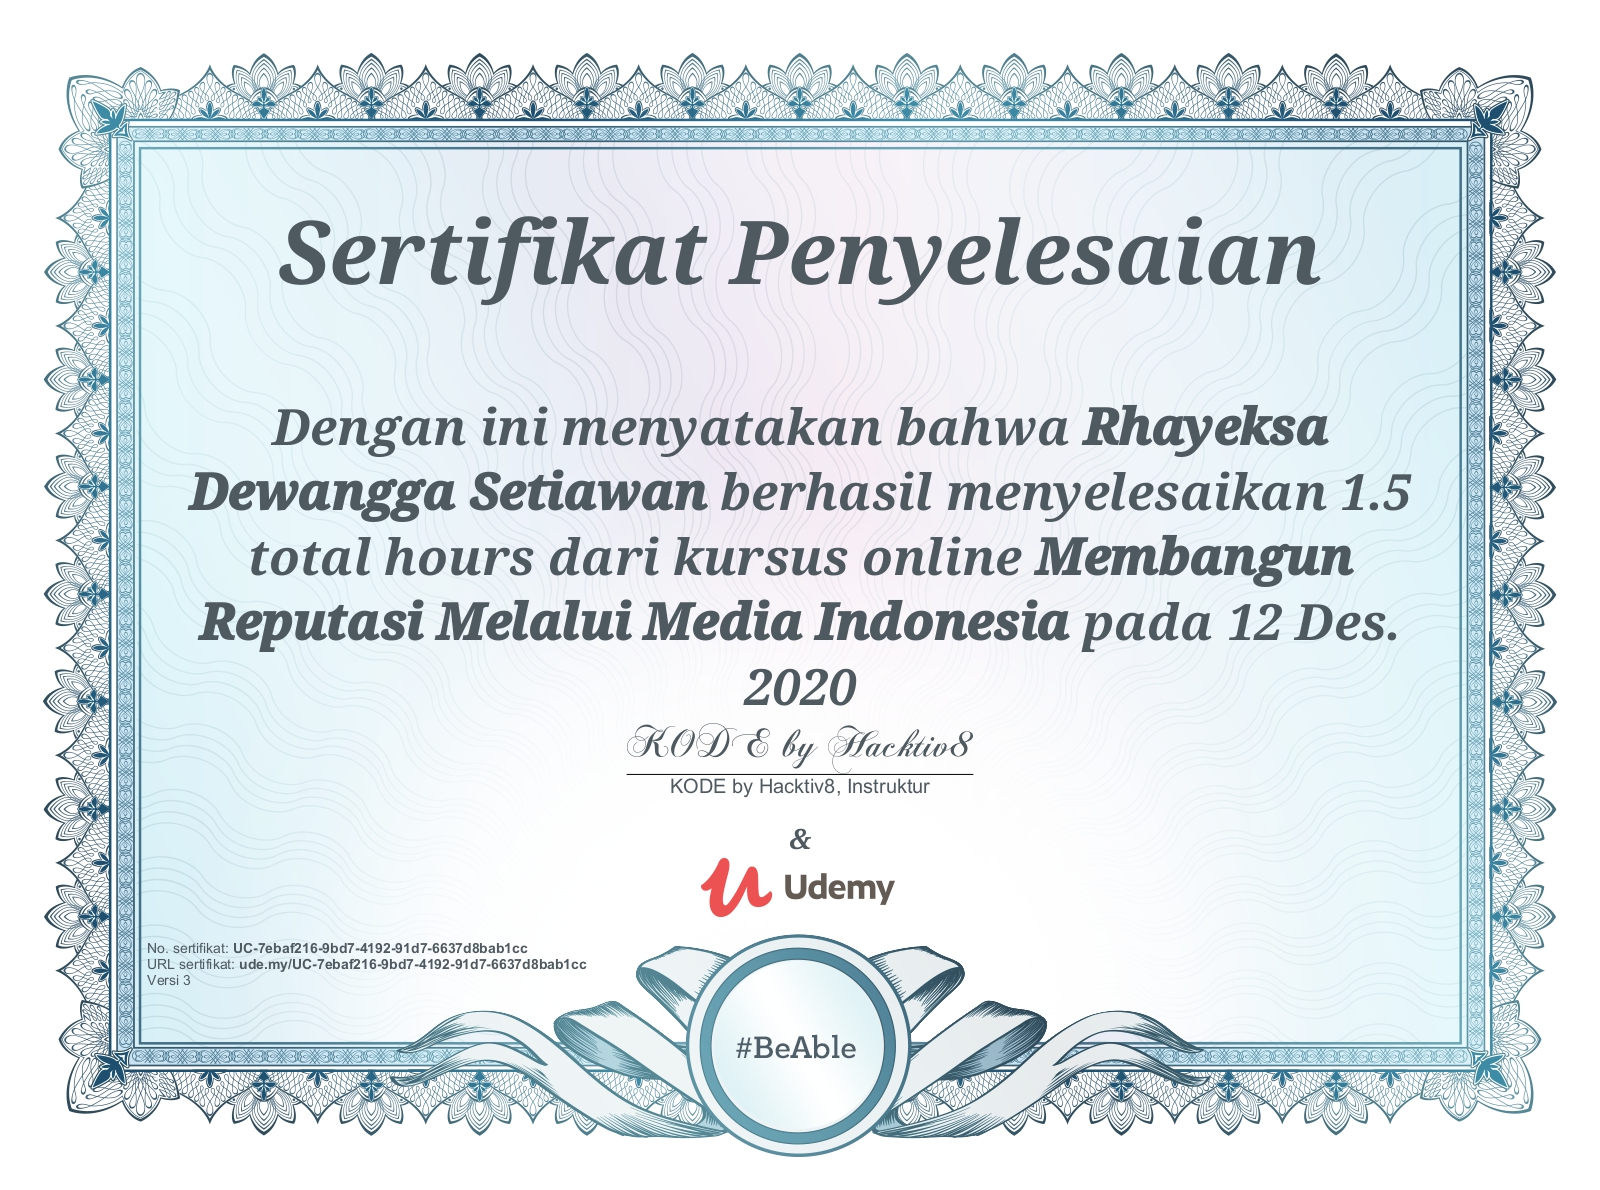 Sertifikat Penyelesaian
Dengan ini menyatakan bahwa Rhayeksa
Dewangga Setiawan berhasil menyelesaikan 1.5
total hours dari kursus online Membangun
Reputasi Melalui Media Indonesia pada 12 Des.
2020
KODE by Hacktiv8
KODE by Hacktiv8, Instruktur
&
Udemy
No. sertifikat: UC-7ebaf216-9bd7-4192-91d7-6637d8bab1cc
URL sertifikat: ude.my/UC-7ebaf216-9bd7-4192-91d7-6637d8bab1cc
Versi 3
#BeAble